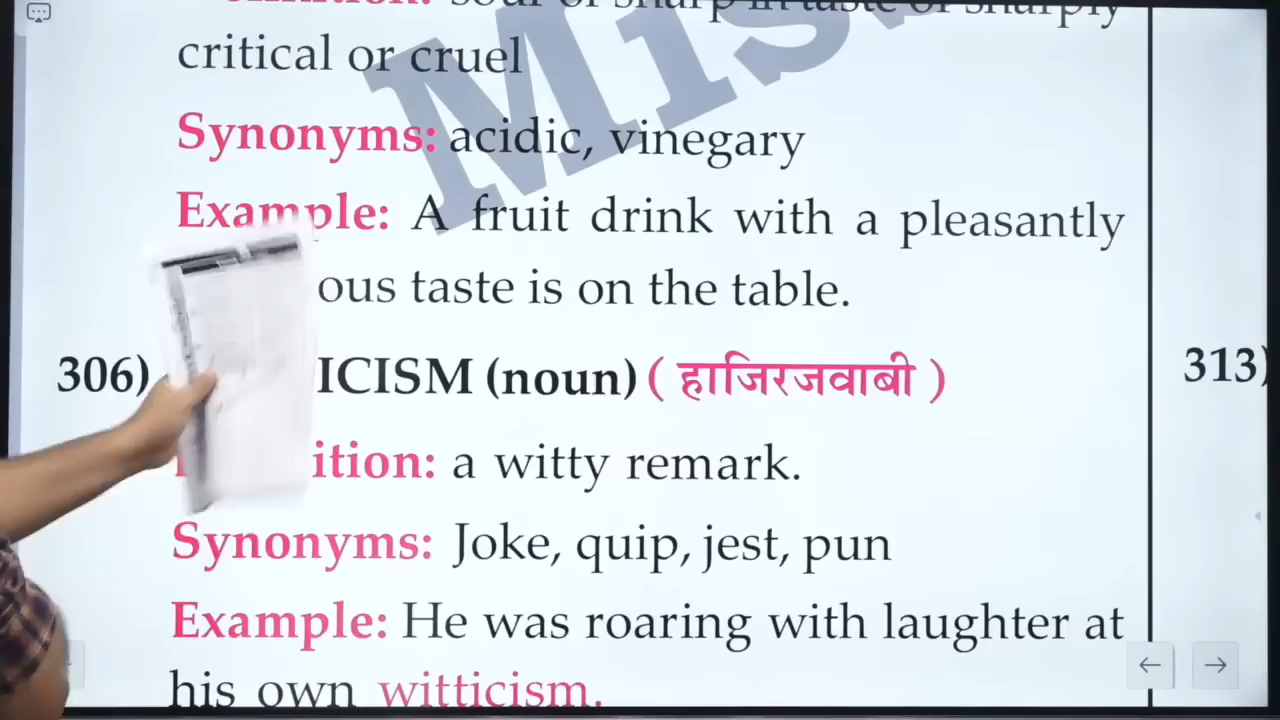 critical or cruel
Synonyms: acidic, vinegary
Example: A fruit drink with a pleasantly
ous taste is on the table.
306) ICISM (noun) ( हाजिरजवाबी )
313)
ition: a witty remark.
Synonyms: Joke, quip, jest, pun
Example: He was roaring with laughter at
his own witticism.